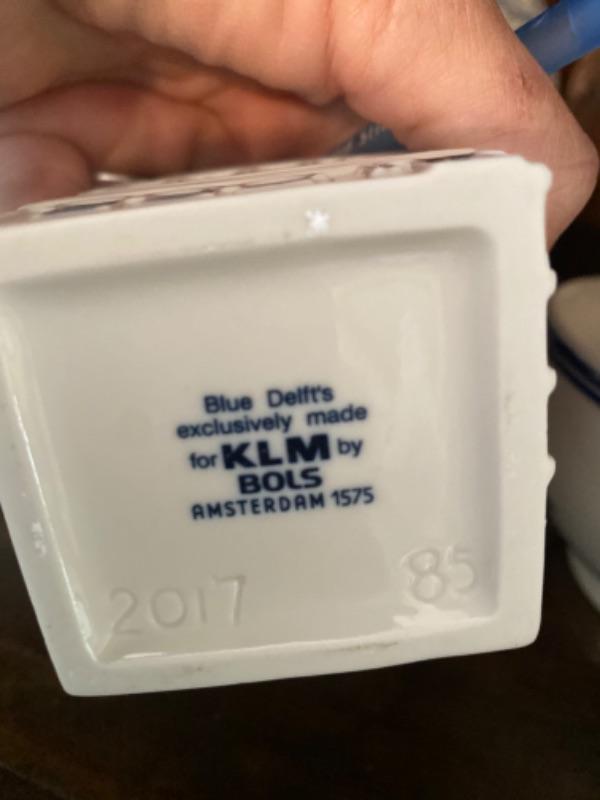 Blue Delft's
exclusively made
for KLM by
BOLS
AMSTERDAM 1575
2017 85